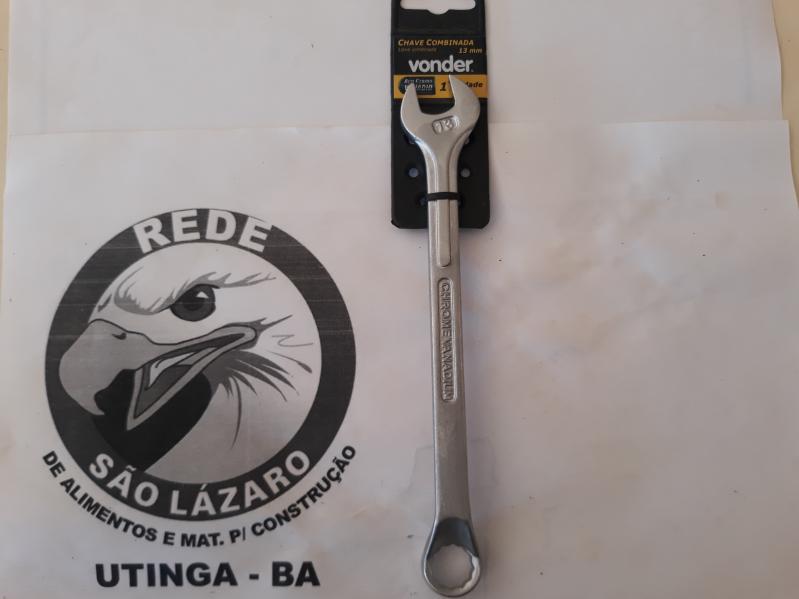 CHAVE COMBINADA
13 mm
vonder
1
13
CHROME VANADIUM
REDE
SÃO LÁZARO
DE ALIMENTOS E MAT. P/ CONSTRUÇÃO
UTINGA - BA